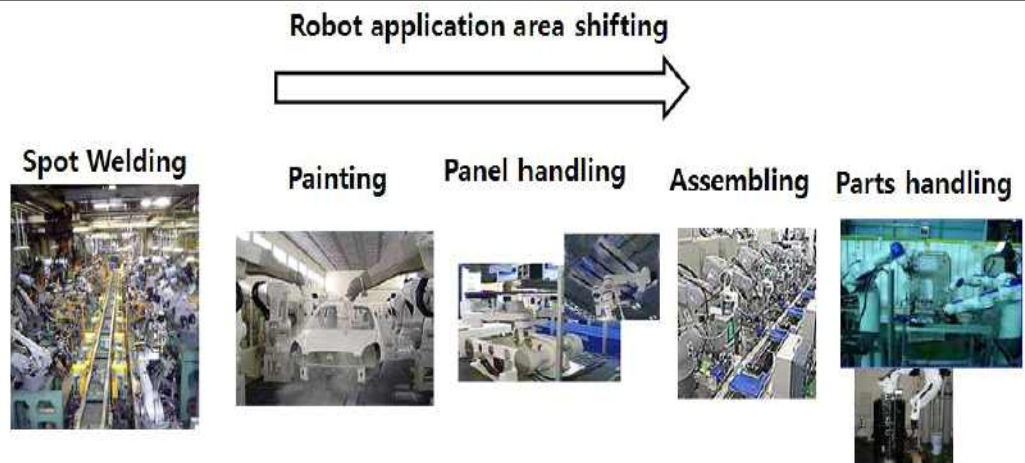 Robot application area shifting
Spot Welding
Painting
Panel handling
Assembling
Parts handling